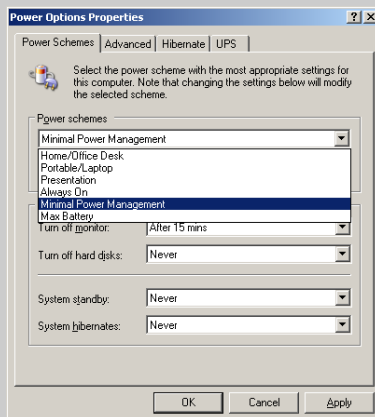 Power Options Properties
Power Schemes
Advanced
Hibernate
UPS
Select the power scheme with the most appropriate settings for
this computer. Note that changing the settings below will modify
the selected scheme.
Power schemes
Minimal Power Management
Home/Office Desk
Portable/Laptop
Presentation
Always On
Minimal Power Management
Max Battery
Turn off monitor: After 15 mins
Turn off hard disks: Never
System standby: Never
System hibernates: Never
OK
Cancel
Apply